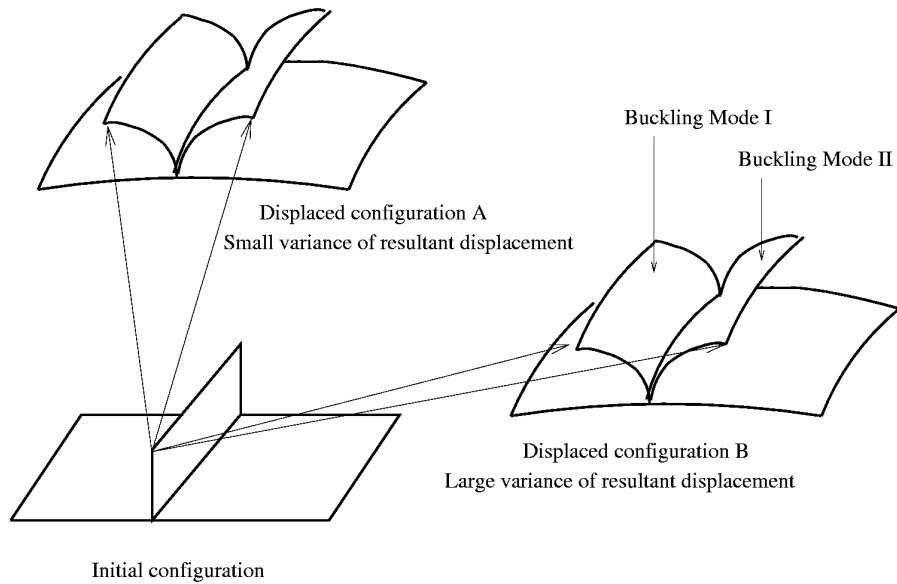 Buckling Mode I
Buckling Mode II
Displaced configuration A
Small variance of resultant displacement
Displaced configuration B
Large variance of resultant displacement
Initial configuration